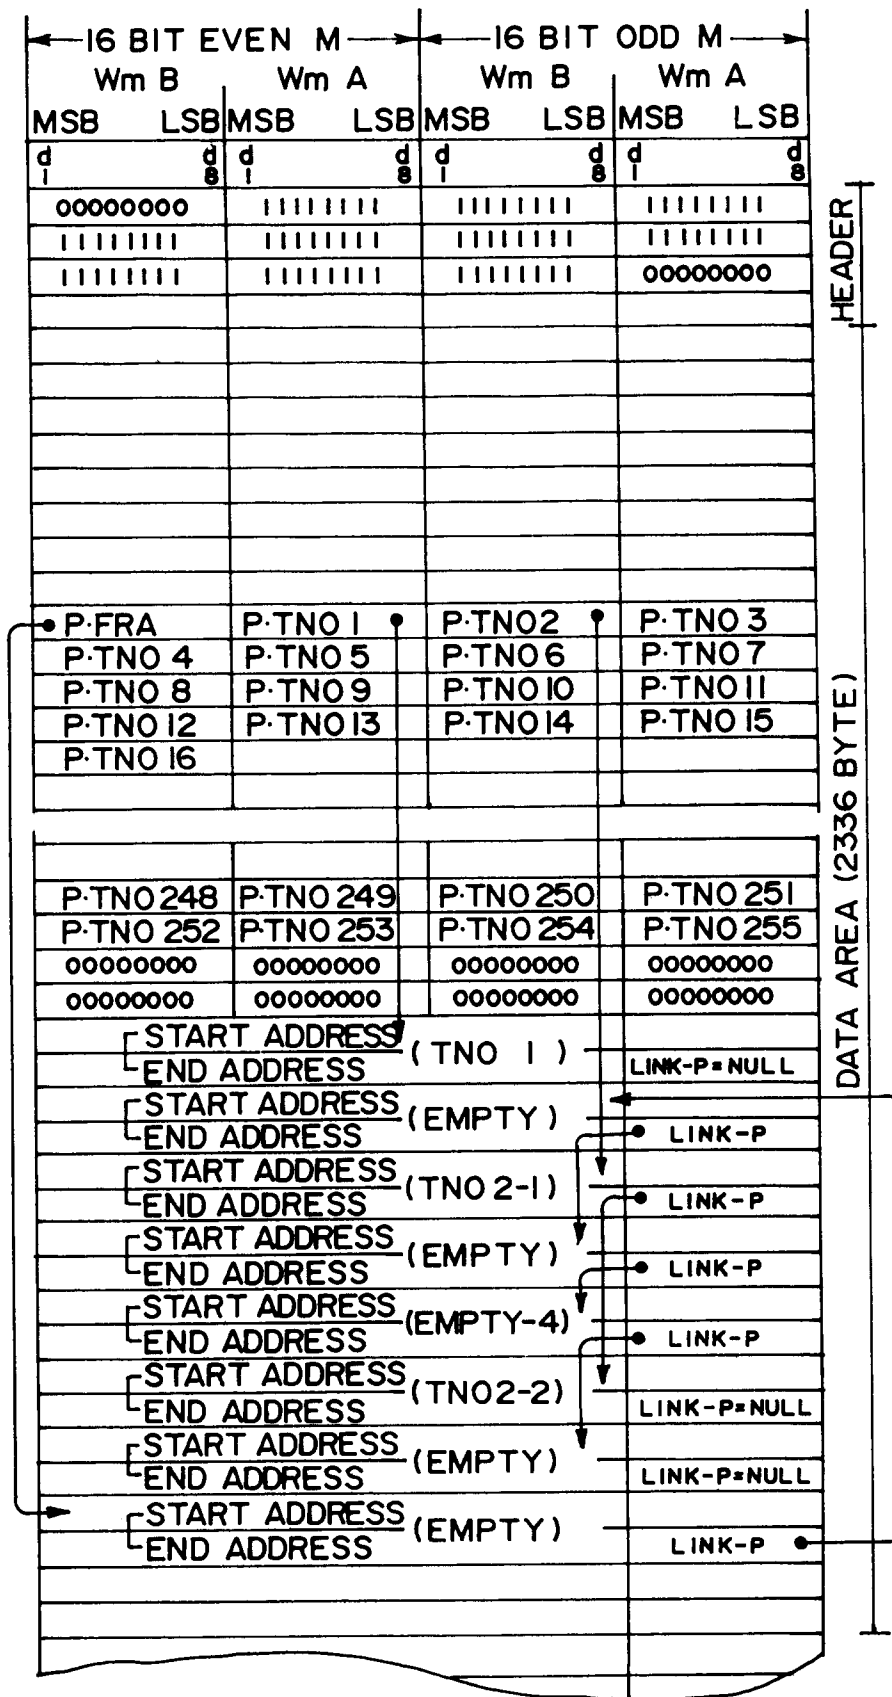 16 BIT EVEN M 16 BIT ODD M
Wm B Wm A Wm B Wm A
MSB LSB MSB LSB MSB LSB MSB LSB
d1 d8 d1 d8 d1 d8 d1 d8
00000000 11111111 11111111 11111111
11111111 11111111 11111111 11111111
11111111 11111111 11111111 00000000
HEADER
P·FRA P·TNO 1 P·TNO2 P·TNO 3
P·TNO 4 P·TNO 5 P·TNO 6 P·TNO 7
P·TNO 8 P·TNO 9 P·TNO 10 P·TNO 11
P·TNO 12 P·TNO 13 P·TNO 14 P·TNO 15
P·TNO 16
P·TNO 248 P·TNO 249 P·TNO 250 P·TNO 251
P·TNO 252 P·TNO 253 P·TNO 254 P·TNO 255
00000000 00000000 00000000 00000000
00000000 00000000 00000000 00000000
DATA AREA (2336 BYTE)
START ADDRESS
(TNO 1)
END ADDRESS LINK-P=NULL
START ADDRESS
(EMPTY)
END ADDRESS LINK-P
START ADDRESS
(TNO 2-1)
END ADDRESS LINK-P
START ADDRESS
(EMPTY)
END ADDRESS LINK-P
START ADDRESS
(EMPTY-4)
END ADDRESS LINK-P
START ADDRESS
(TNO2-2)
END ADDRESS LINK-P=NULL
START ADDRESS
(EMPTY)
END ADDRESS LINK-P=NULL
START ADDRESS
(EMPTY)
END ADDRESS LINK-P